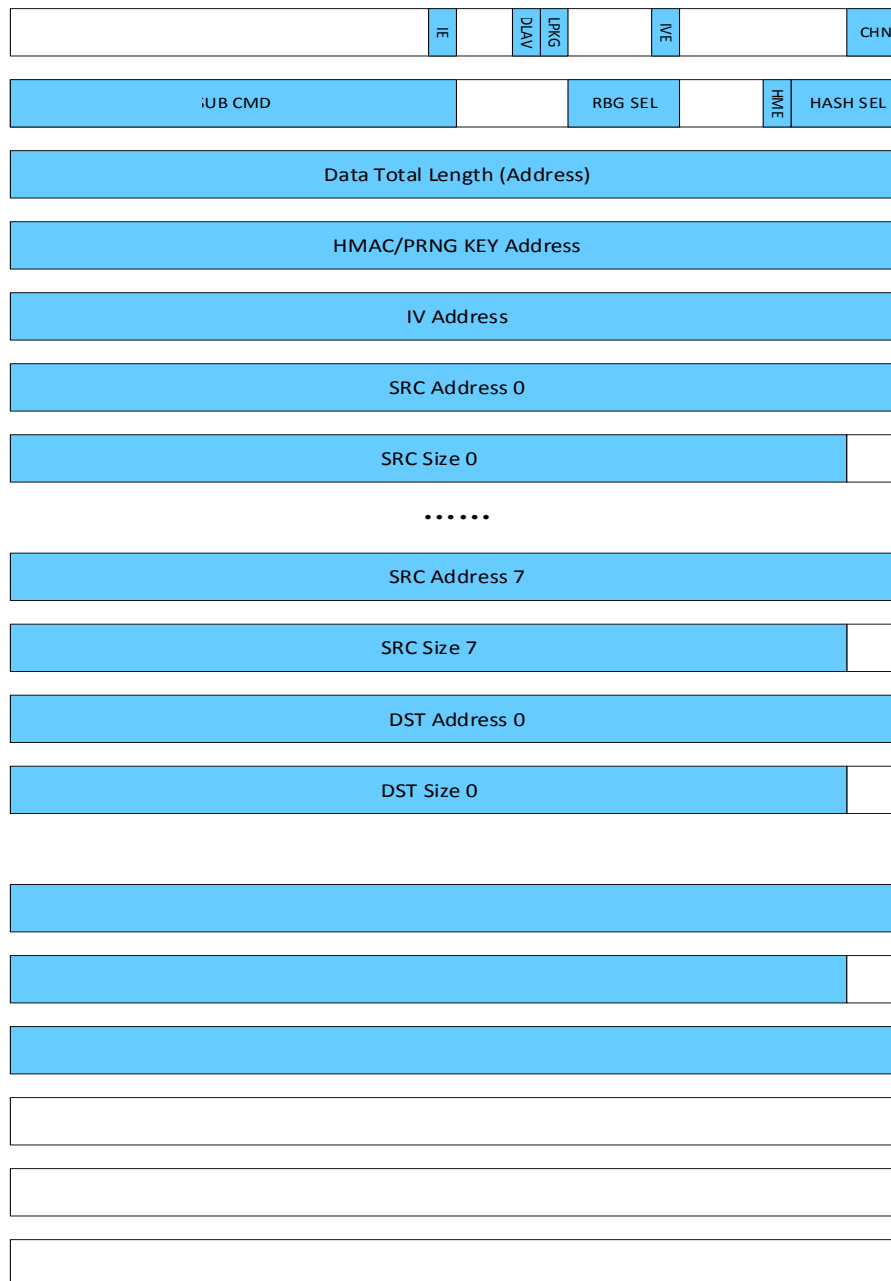 IE DLAV LPKG IVE CHN
UB CMD RBG SEL HME HASH SEL
Data Total Length (Address)
HMAC/PRNG KEY Address
IV Address
SRC Address 0
SRC Size 0
......
SRC Address 7
SRC Size 7
DST Address 0
DST Size 0